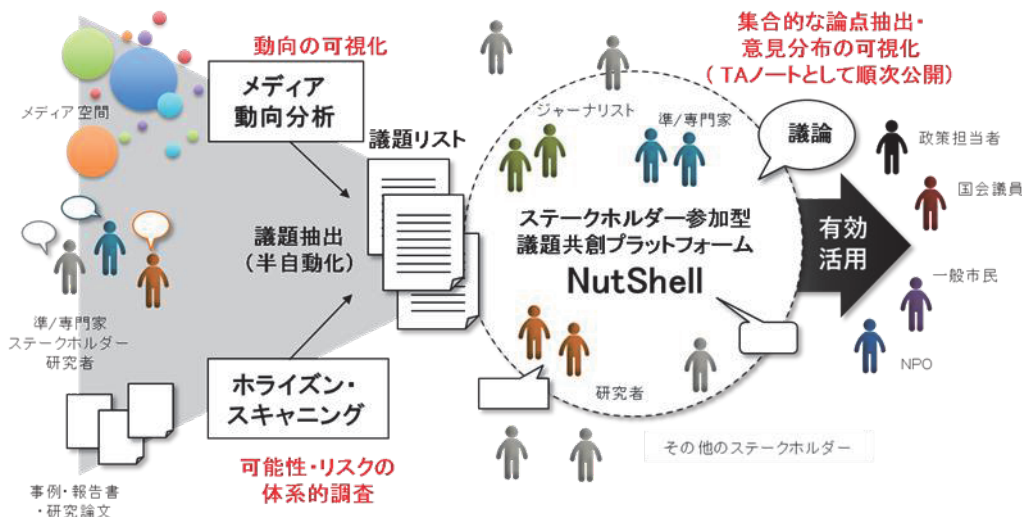 メディア空間
動向の可視化
メディア
動向分析
議題リスト
議題抽出
（半自動化）
準/専門家
ステークホルダー
研究者
ホライズン・
スキャニング
可能性・リスクの
体系的調査
事例・報告書
・研究論文
集合的な論点抽出・
意見分布の可視化
（TAノートとして順次公開）
ジャーナリスト
準/専門家
議論
ステークホルダー参加型
議題共創プラットフォーム
NutShell
研究者
その他のステークホルダー
有効
活用
政策担当者
国会議員
一般市民
NPO